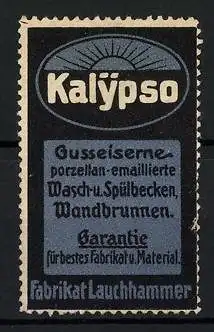 Kalÿpso
Gusseiserne
porzellan-emaillierte
Wasch-u. Spülbecken,
Wandbrunnen.
Garantie
für bestes Fabrikat u. Material.
Fabrikat Lauchhammer